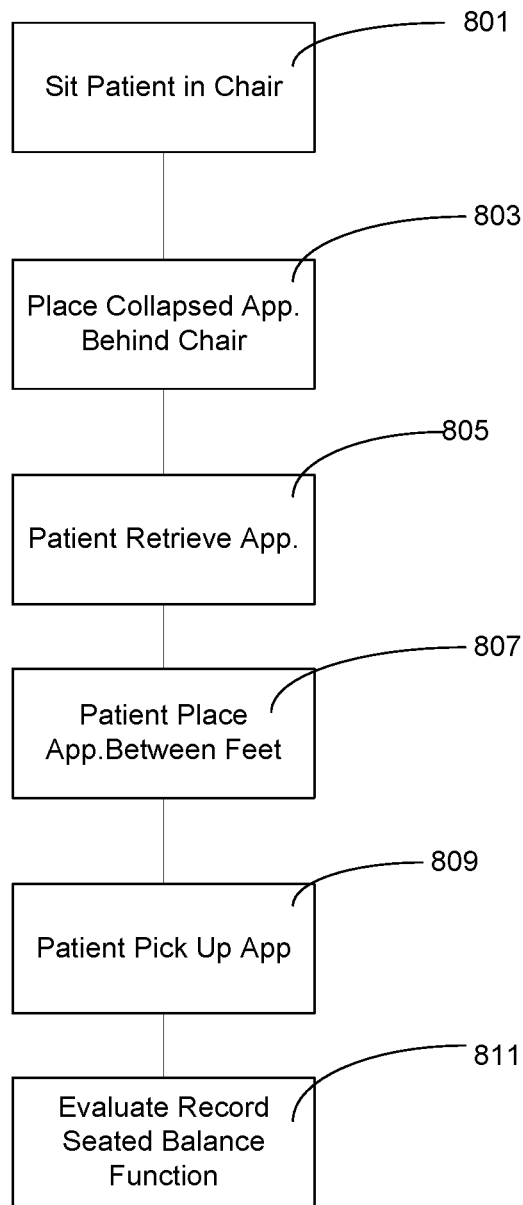 801
Sit Patient in Chair
803
Place Collapsed App.
Behind Chair
805
Patient Retrieve App.
807
Patient Place
App.Between Feet
809
Patient Pick Up App
811
Evaluate Record
Seated Balance
Function